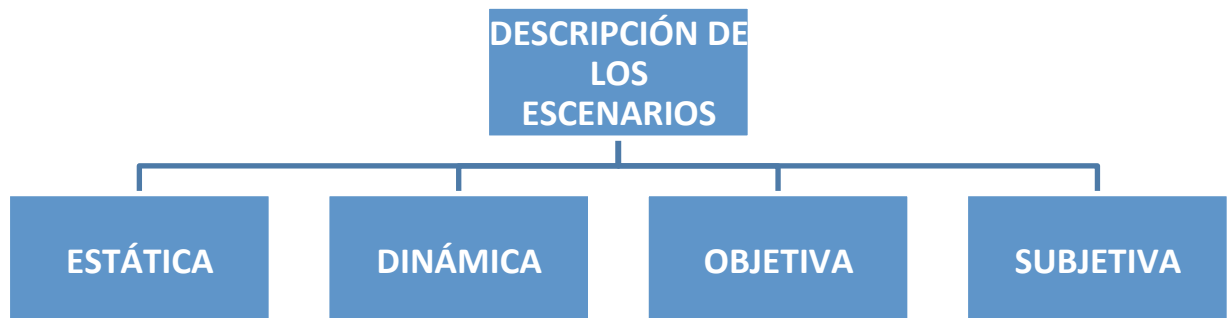 DESCRIPCIÓN DE
LOS
ESCENARIOS
ESTÁTICA
DINÁMICA
OBJETIVA
SUBJETIVA